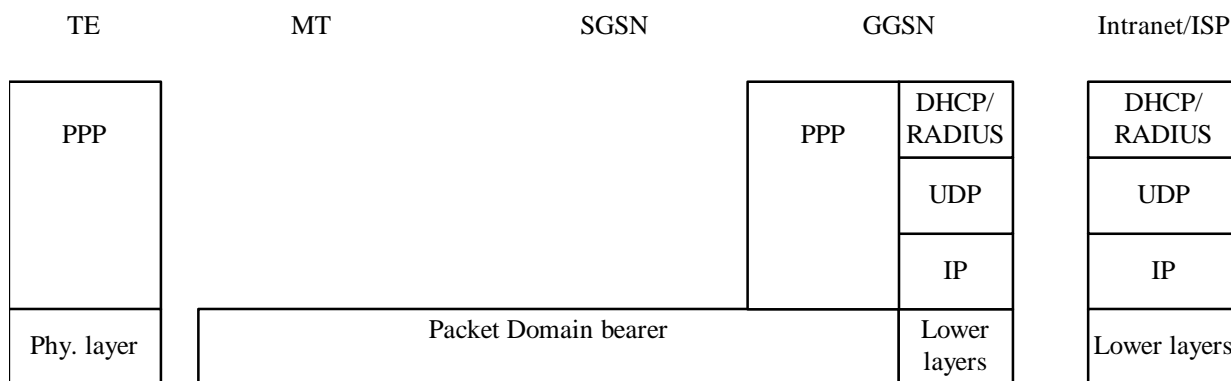 TE MT SGSN GGSN Intranet/ISP
PPP PPP DHCP/ DHCP/
RADIUS RADIUS
UDP UDP
IP IP
Phy. layer Packet Domain bearer Lower Lower layers
layers